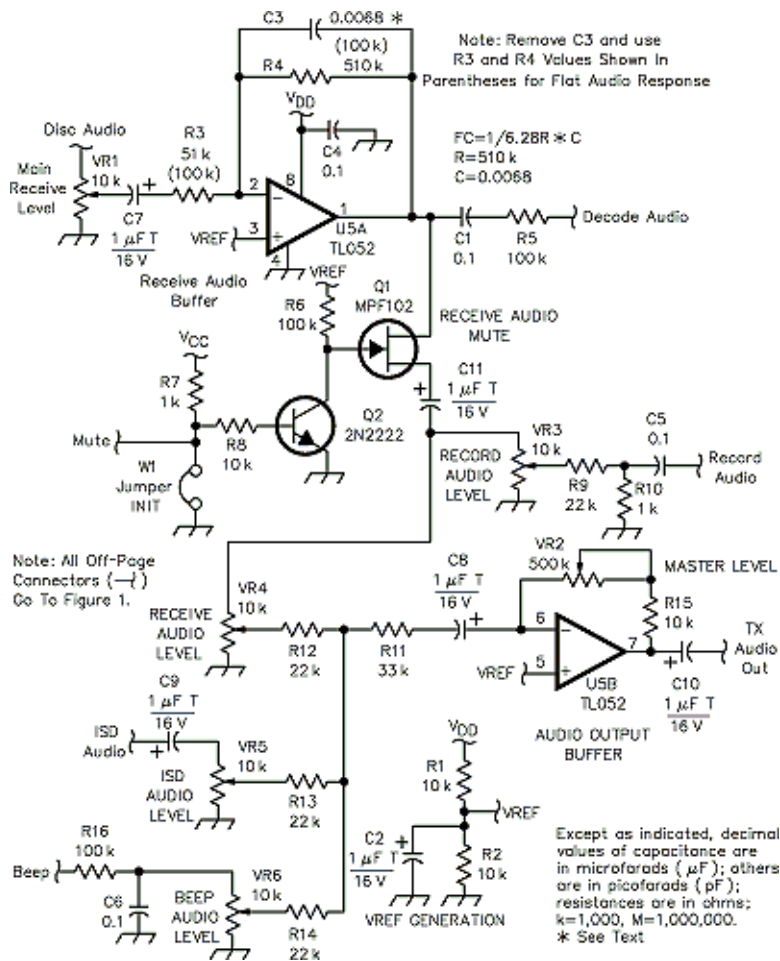 C3
0.0068 *
(100 k)
R4
510 k
Note: Remove C3 and use
R3 and R4 Values Shown In
Parentheses for Flat Audio Response
VDD
Disc Audio
R3
51 k
(100 k)
C4
0.1
FC=1/6.28R * C
R=510 k
C=0.0068
Main
Receive
Level
VR1
10 k
+
C7
1 µF T
16 V
2
8
−
3
+
4
1
VREF
U5A
TL052
C1
0.1
R5
100 k
Decode Audio
Receive Audio
Buffer
VREF
R6
100 k
Q1
MPF102
RECEIVE AUDIO
MUTE
VCC
R7
1 k
Mute
R8
10 k
Q2
2N2222
C11
+
1 µF T
16 V
W1
Jumper
INIT
VR3
10 k
RECORD
AUDIO
LEVEL
R9
22 k
C5
0.1
Record
Audio
R10
1 k
Note: All Off-Page
Connectors (—{)
Go To Figure 1.
VR4
10 k
RECEIVE
AUDIO
LEVEL
R12
22 k
R11
33 k
C8
1 µF T
16 V
+
VR2
500 k
MASTER LEVEL
R15
10 k
6
−
5
+
7
VREF
U5B
TL052
TX
Audio
Out
+
C10
1 µF T
16 V
AUDIO OUTPUT
BUFFER
C9
1 µF T
16 V
ISD
Audio
+
VR5
10 k
ISD
AUDIO
LEVEL
R13
22 k
VDD
R1
10 k
VREF
C2
+
1 µF T
16 V
R2
10 k
VREF GENERATION
R16
100 k
Beep
C6
0.1
VR6
10 k
BEEP
AUDIO
LEVEL
R14
22 k
Except as indicated, decimal
values of capacitance are
in microfarads ( µF); others
are in picofarads ( pF);
resistances are in ohms;
k=1,000, M=1,000,000.
* See Text